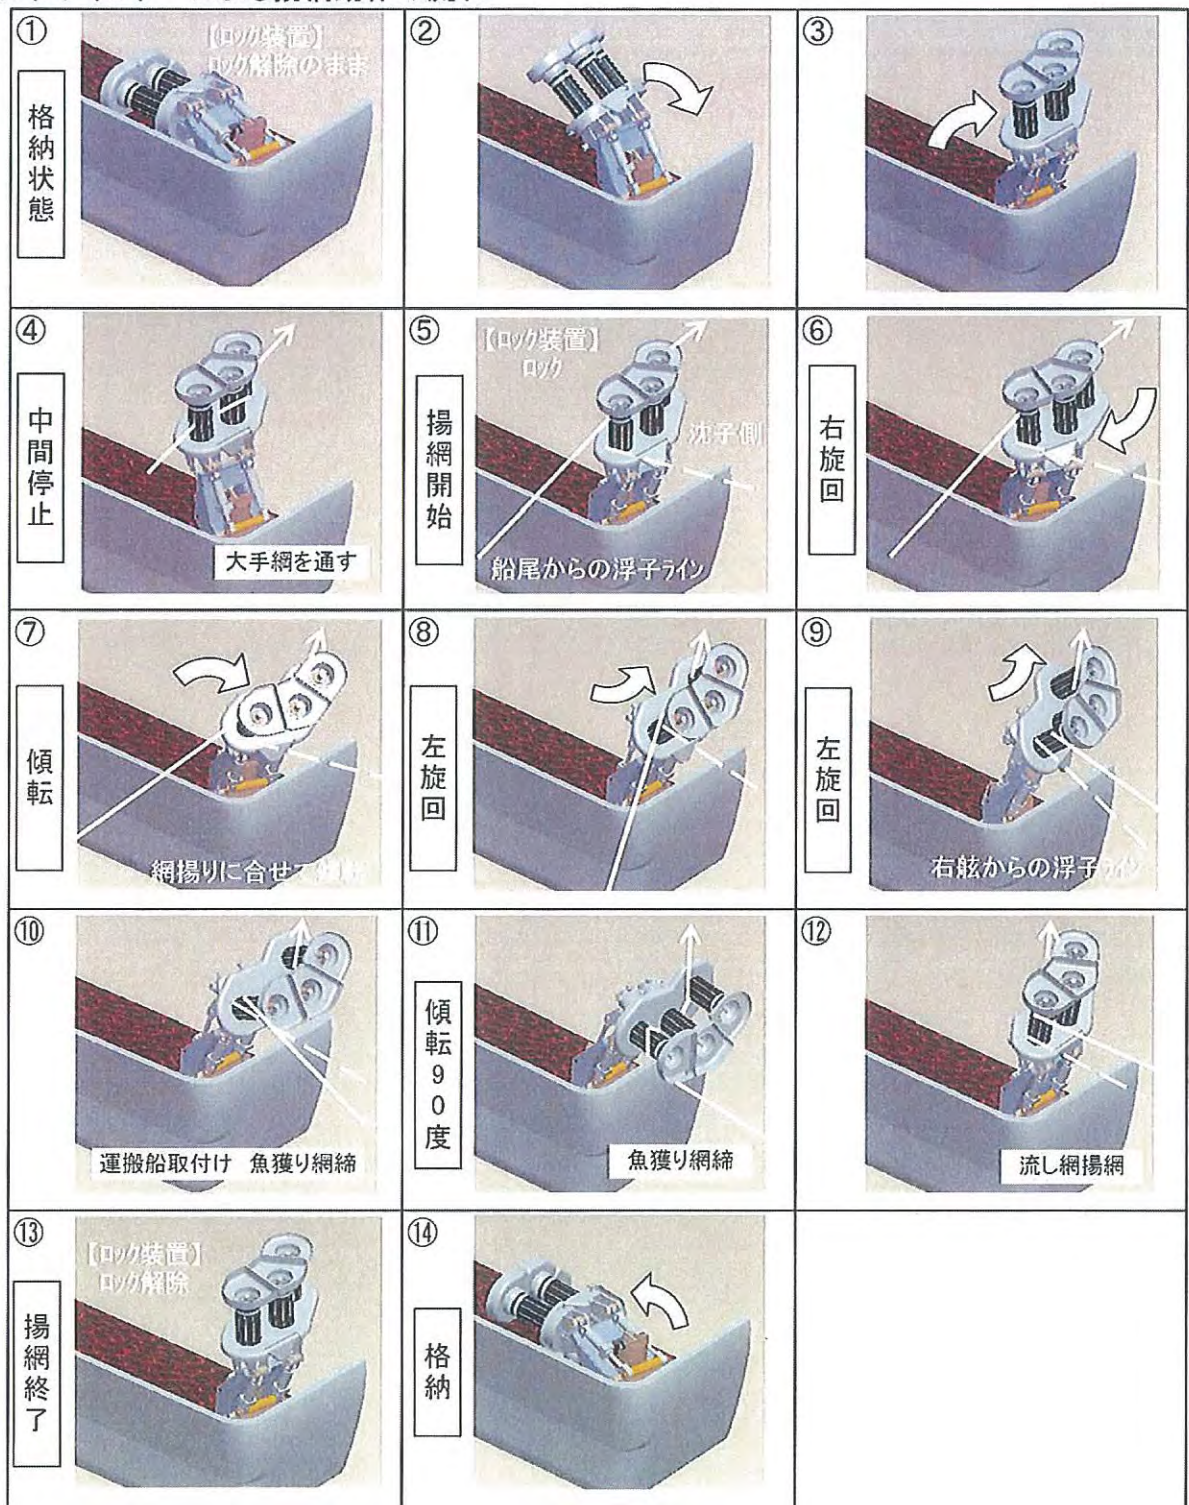 ①
【ロック装置】
ロック解除のまま
格納状態
②
③
④
中間停止
大手綱を通す
⑤
【ロック装置】
ロック
揚網開始
沈子側
船尾からの浮子ライン
⑥
右旋回
⑦
傾転
網揚りに合せて傾転
⑧
左旋回
⑨
左旋回
右舷からの浮子ライン
⑩
運搬船取付け 魚獲り網締
⑪
傾転90度
魚獲り網締
⑫
流し網揚網
⑬
【ロック装置】
ロック解除
揚網終了
⑭
格納